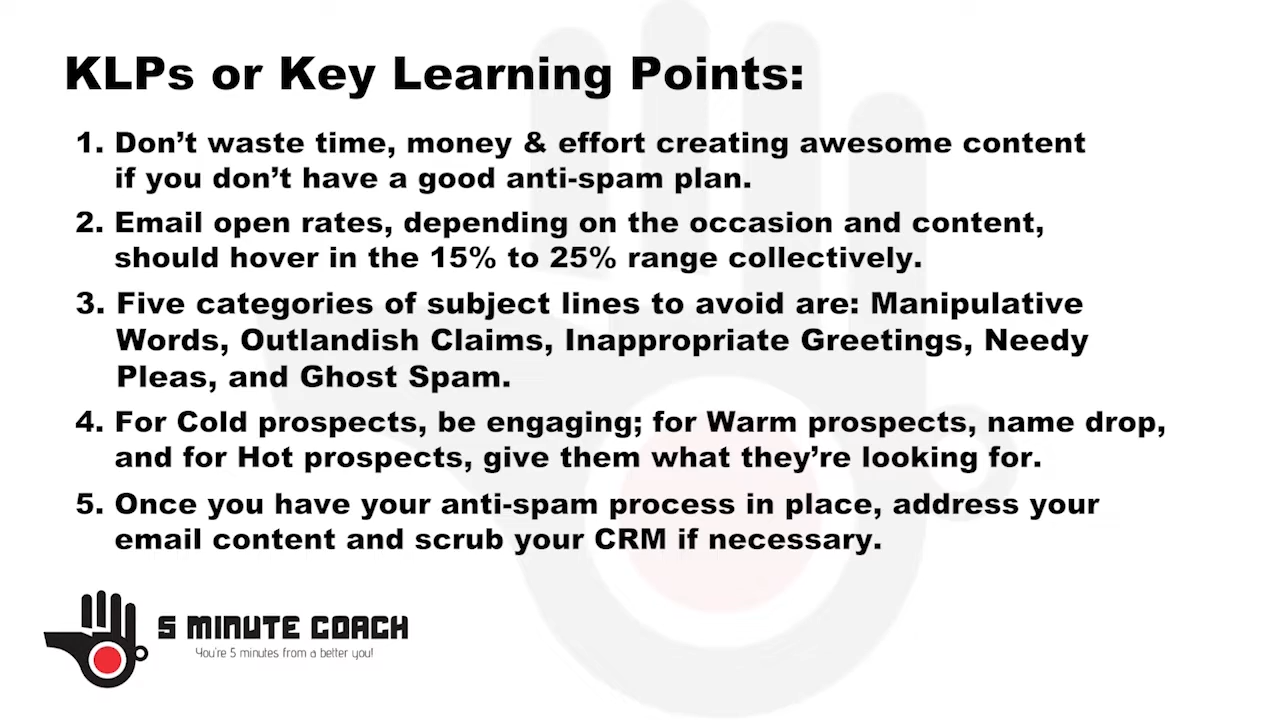 KLPs or Key Learning Points:
1. Don’t waste time, money & effort creating awesome content
if you don’t have a good anti-spam plan.
2. Email open rates, depending on the occasion and content,
should hover in the 15% to 25% range collectively.
3. Five categories of subject lines to avoid are: Manipulative
Words, Outlandish Claims, Inappropriate Greetings, Needy
Pleas, and Ghost Spam.
4. For Cold prospects, be engaging; for Warm prospects, name drop,
and for Hot prospects, give them what they’re looking for.
5. Once you have your anti-spam process in place, address your
email content and scrub your CRM if necessary.
5 MINUTE COACH
You're 5 minutes from a better you!